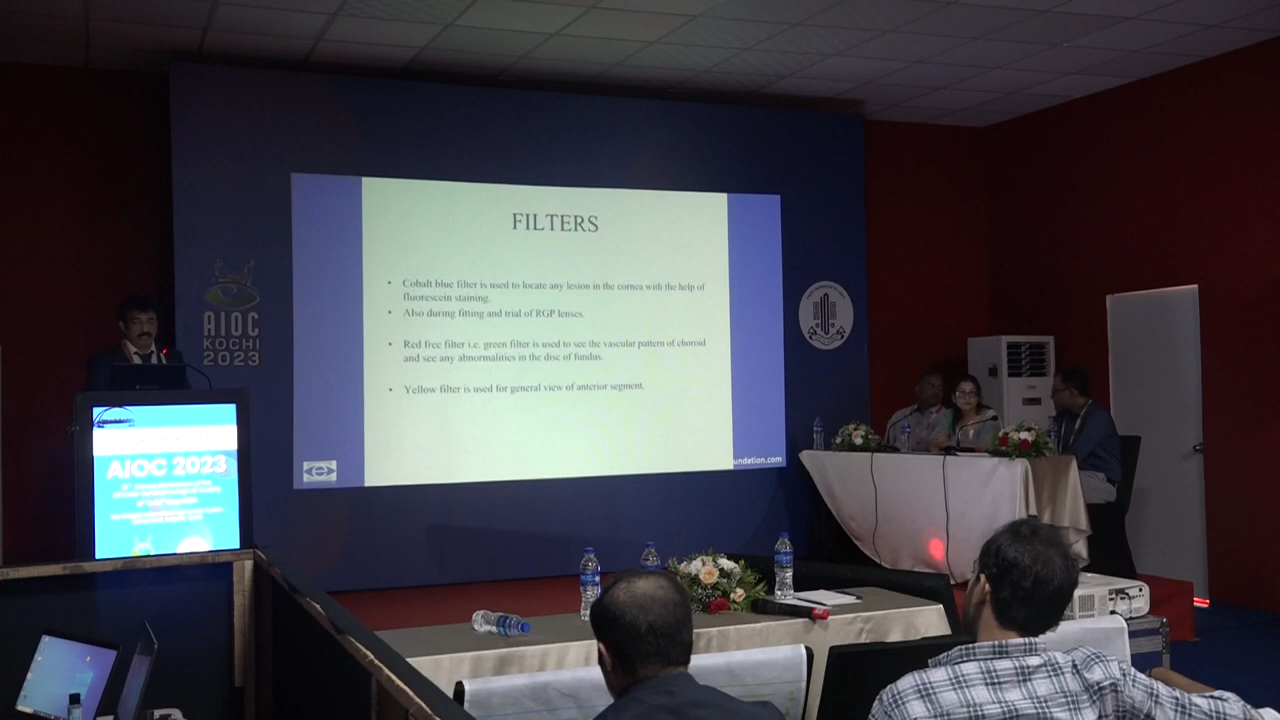 FILTERS
• Cobalt blue filter is used to locate any lesion in the cornea with the help of
fluorescein staining.
• Also during fitting and trial of RGP lenses.
• Red free filter i.e. green filter is used to see the vascular pattern of choroid
and see any abnormalities in the disc of fundus.
• Yellow filter is used for general view of anterior segment.
undation.com
AIOC
KOCHI
2023
AIOC 2023